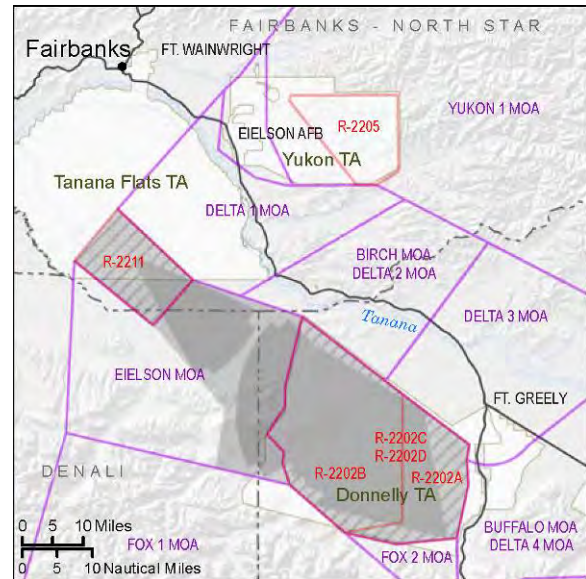 FAIRBANKS - NORTH STAR
Fairbanks
FT. WAINWRIGHT
YUKON 1 MOA
EIELSON AFB
R-2205
Yukon TA
Tanana Flats TA
DELTA 1 MOA
R-2211
BIRCH MOA
DELTA 2 MOA
Tanana
DELTA 3 MOA
EIELSON MOA
FT. GREELY
R-2202C
R-2202D
R-2202B
R-2202A
DENALI
Donnelly TA
0 5 10 Miles
0 5 10 Nautical Miles
FOX 1 MOA
FOX 2 MOA
BUFFALO MOA
DELTA 4 MOA